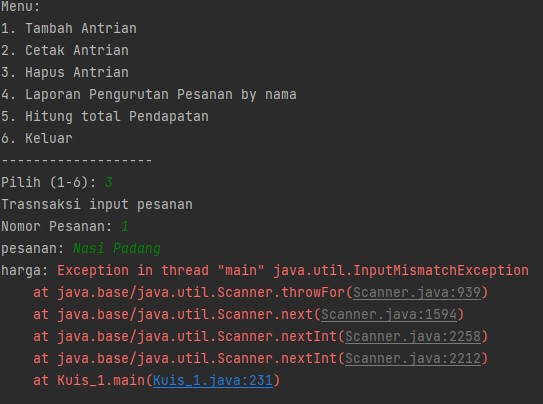 Menu:
1. Tambah Antrian
2. Cetak Antrian
3. Hapus Antrian
4. Laporan Pengurutan Pesanan by nama
5. Hitung total Pendapatan
6. Keluar
-------------------
Pilih (1-6): 3
Trasnsaksi input pesanan
Nomor Pesanan: 1
pesanan: Nasi Padang
harga: Exception in thread "main" java.util.InputMismatchException
at java.base/java.util.Scanner.throwFor(Scanner.java:939)
at java.base/java.util.Scanner.next(Scanner.java:1594)
at java.base/java.util.Scanner.nextInt(Scanner.java:2258)
at java.base/java.util.Scanner.nextInt(Scanner.java:2212)
at Kuis_1.main(Kuis_1.java:231)